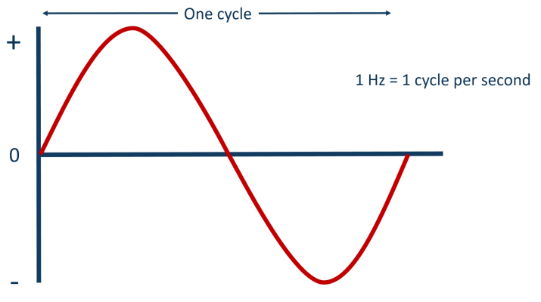 One cycle
+
1 Hz = 1 cycle per second
0
-